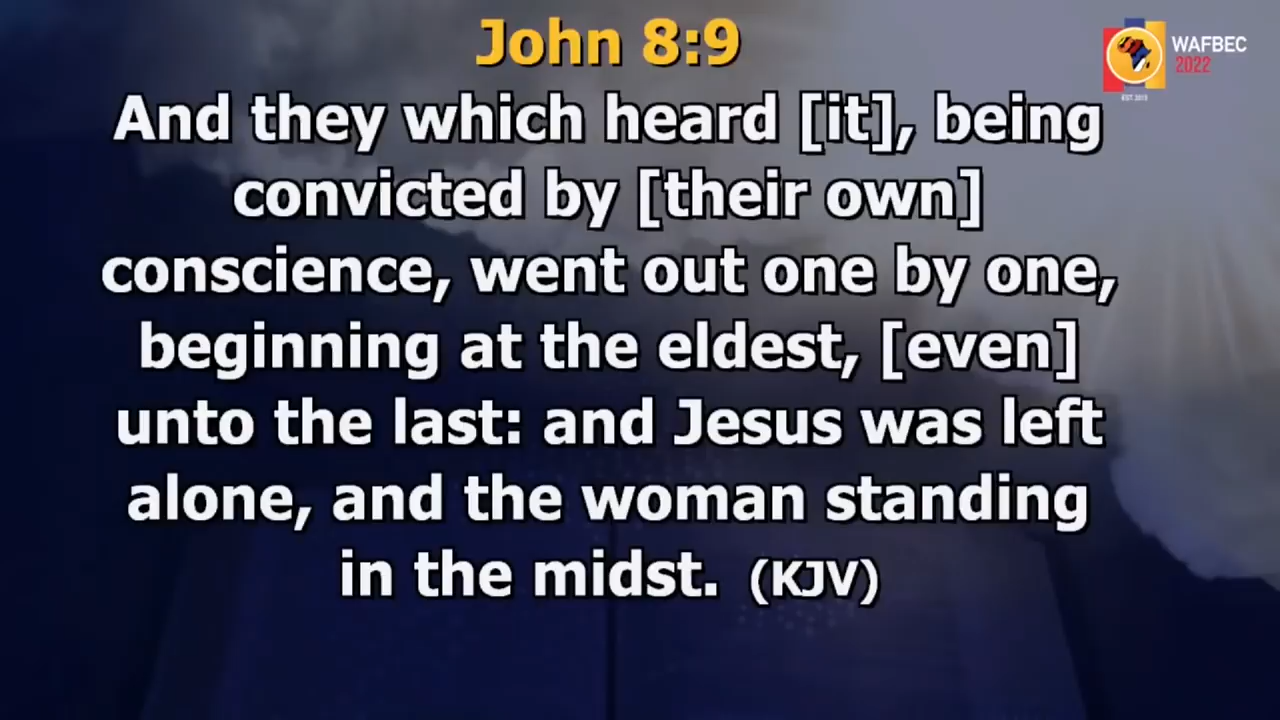 John 8:9
WAFBEC
2022
EST. 2015
And they which heard [it], being
convicted by [their own]
conscience, went out one by one,
beginning at the eldest, [even]
unto the last: and Jesus was left
alone, and the woman standing
in the midst. (KJV)